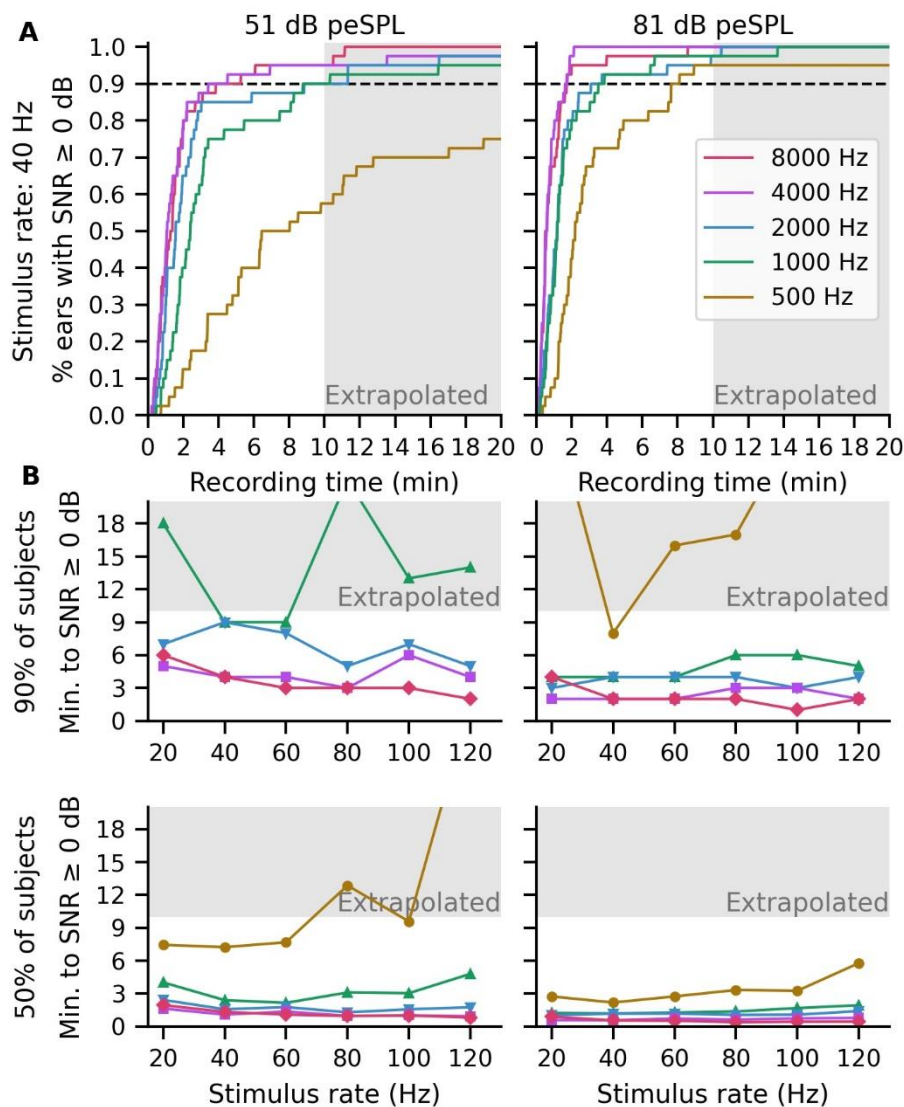 A
51 dB peSPL
81 dB peSPL
Stimulus rate: 40 Hz
% ears with SNR ≥ 0 dB
1.0
0.9
0.8
0.7
0.6
0.5
0.4
0.3
0.2
0.1
0.0
Extrapolated
Extrapolated
8000 Hz
4000 Hz
2000 Hz
1000 Hz
500 Hz
0 2 4 6 8 10 12 14 16 18 20
0 2 4 6 8 10 12 14 16 18 20
Recording time (min)
Recording time (min)
B
90% of subjects
Min. to SNR ≥ 0 dB
18
15
12
9
6
3
0
Extrapolated
Extrapolated
20 40 60 80 100 120
20 40 60 80 100 120
50% of subjects
Min. to SNR ≥ 0 dB
18
15
12
9
6
3
0
Extrapolated
Extrapolated
20 40 60 80 100 120
20 40 60 80 100 120
Stimulus rate (Hz)
Stimulus rate (Hz)